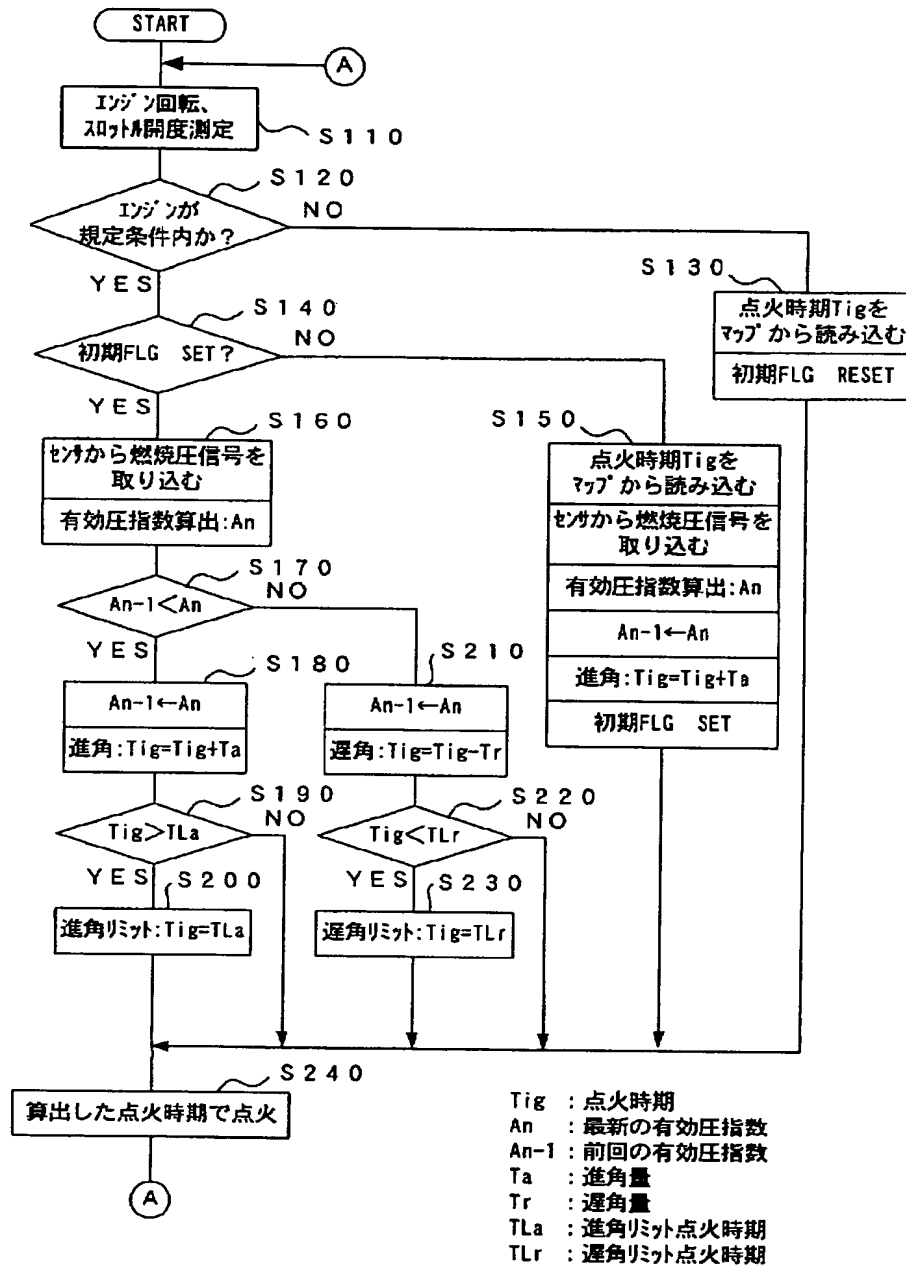 START
A
ｴﾝｼﾞﾝ回転、
ｽﾛｯﾄﾙ開度測定
S110
S120
ｴﾝｼﾞﾝが
規定条件内か？
NO
YES
S130
点火時期Tigを
ﾏｯﾌﾟから読み込む
初期FLG RESET
S140
初期FLG SET？
NO
YES
S150
点火時期Tigを
ﾏｯﾌﾟから読み込む
ｾﾝｻから燃焼圧信号を
取り込む
有効圧指数算出:An
An-1←An
進角:Tig=Tig+Ta
初期FLG SET
S160
ｾﾝｻから燃焼圧信号を
取り込む
有効圧指数算出:An
S170
An-1＜An
NO
YES
S180
An-1←An
進角:Tig=Tig+Ta
S190
Tig＞TLa
NO
YES
S200
進角ﾘﾐｯﾄ:Tig=TLa
S210
An-1←An
遅角:Tig=Tig-Tr
S220
Tig＜TLr
NO
YES
S230
遅角ﾘﾐｯﾄ:Tig=TLr
S240
算出した点火時期で点火
A
Tig ：点火時期
An ：最新の有効圧指数
An-1：前回の有効圧指数
Ta ：進角量
Tr ：遅角量
TLa ：進角ﾘﾐｯﾄ点火時期
TLr ：遅角ﾘﾐｯﾄ点火時期